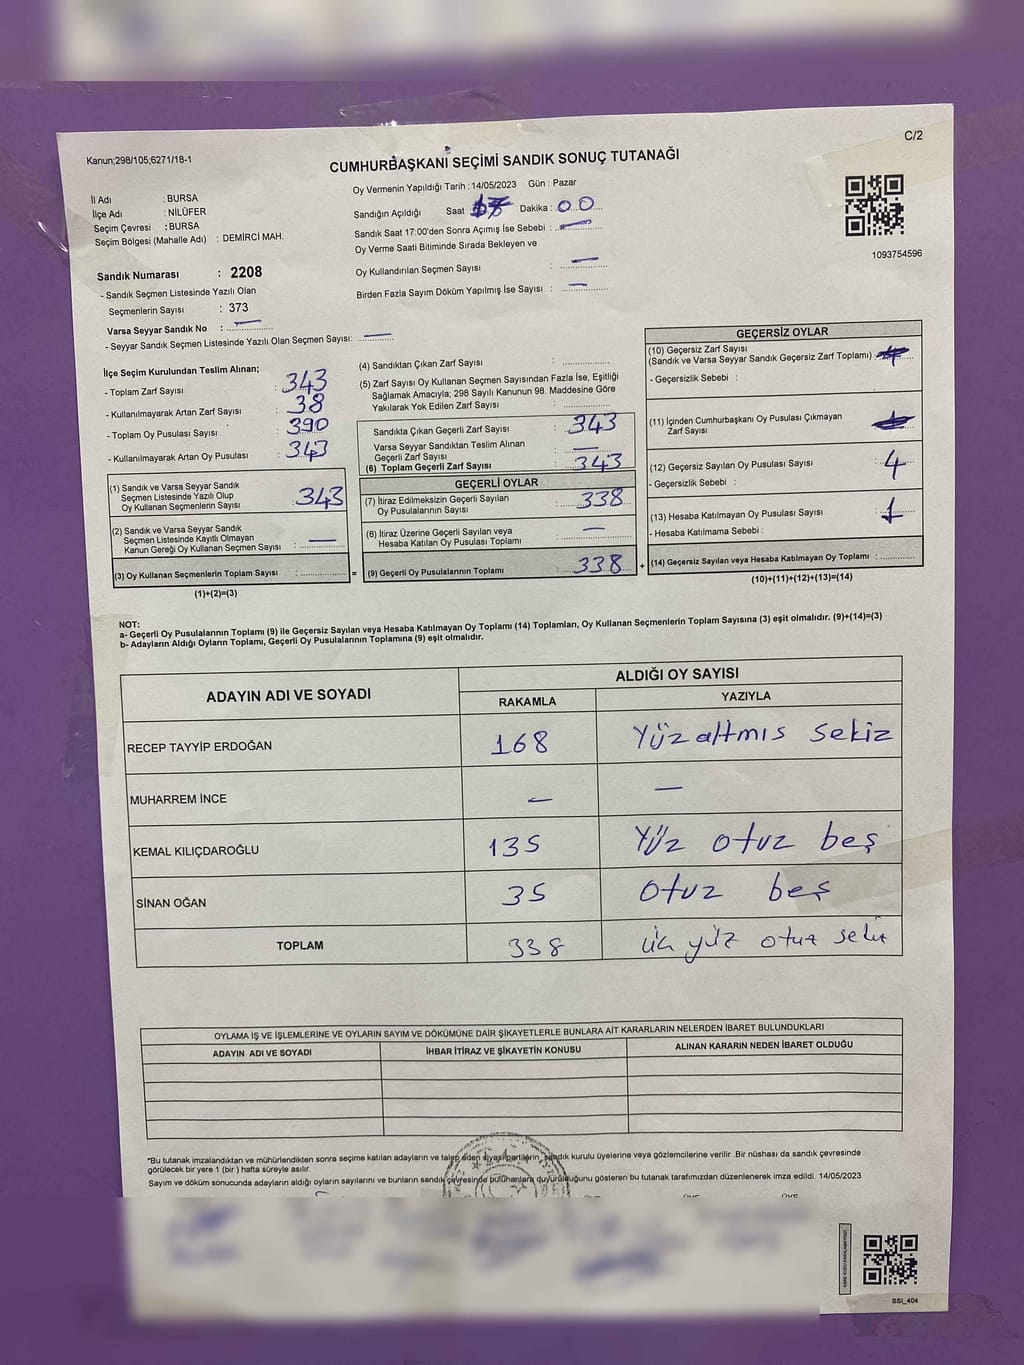 C/2
Kanun;298/105;6271/18-1
CUMHURBAŞKANI SEÇİMİ SANDIK SONUÇ TUTANAĞI
İl Adı : BURSA
İlçe Adı : NİLÜFER
Seçim Çevresi : BURSA
Seçim Bölgesi (Mahalle Adı) : DEMİRCİ MAH.
Oy Vermenin Yapıldığı Tarih : 14/05/2023 Gün : Pazar
Sandığın Açıldığı Saat Dakika : 00
Sandık Saat 17:00'den Sonra Açımış İse Sebebi : —
Oy Verme Saati Bitiminde Sırada Bekleyen ve
Oy Kullandırılan Seçmen Sayısı : —
Birden Fazla Sayım Döküm Yapılmış İse Sayısı : —
1093754596
Sandık Numarası : 2208
- Sandık Seçmen Listesinde Yazılı Olan
Seçmenlerin Sayısı : 373
Varsa Seyyar Sandık No : —
- Seyyar Sandık Seçmen Listesinde Yazılı Olan Seçmen Sayısı: —
İlçe Seçim Kurulundan Teslim Alınan;
- Toplam Zarf Sayısı : 343
- Kullanılmayarak Artan Zarf Sayısı : 38
- Toplam Oy Pusulası Sayısı : 390
- Kullanılmayarak Artan Oy Pusulası : 343
(1) Sandık ve Varsa Seyyar Sandık
Seçmen Listesinde Yazılı Olup
Oy Kullanan Seçmenlerin Sayısı : 343
(2) Sandık ve Varsa Seyyar Sandık
Seçmen Listesinde Kayıtlı Olmayan
Kanun Gereği Oy Kullanan Seçmen Sayısı : —
(3) Oy Kullanan Seçmenlerin Toplam Sayısı :
(1)+(2)=(3)
(4) Sandıktan Çıkan Zarf Sayısı :
(5) Zarf Sayısı Oy Kullanan Seçmen Sayısından Fazla İse, Eşitliği
Sağlamak Amacıyla; 298 Sayılı Kanunun 98. Maddesine Göre
Yakılarak Yok Edilen Zarf Sayısı :
Sandıkta Çıkan Geçerli Zarf Sayısı : 343
Varsa Seyyar Sandıktan Teslim Alınan
Geçerli Zarf Sayısı : —
(6) Toplam Geçerli Zarf Sayısı : 343
GEÇERLİ OYLAR
(7) İtiraz Edilmeksizin Geçerli Sayılan
Oy Pusulalarının Sayısı : 338
(8) İtiraz Üzerine Geçerli Sayılan veya
Hesaba Katılan Oy Pusulası Toplamı : —
= (9) Geçerli Oy Pusulalarının Toplamı : 338 +
GEÇERSİZ OYLAR
(10) Geçersiz Zarf Sayısı
(Sandık ve Varsa Seyyar Sandık Geçersiz Zarf Toplamı) :
- Geçersizlik Sebebi :
(11) İçinden Cumhurbaşkanı Oy Pusulası Çıkmayan
Zarf Sayısı :
(12) Geçersiz Sayılan Oy Pusulası Sayısı : 4
- Geçersizlik Sebebi :
(13) Hesaba Katılmayan Oy Pusulası Sayısı : 1
- Hesaba Katılmama Sebebi :
(14) Geçersiz Sayılan veya Hesaba Katılmayan Oy Toplamı :
(10)+(11)+(12)+(13)=(14)
NOT:
a- Geçerli Oy Pusulalarının Toplamı (9) ile Geçersiz Sayılan veya Hesaba Katılmayan Oy Toplamı (14) Toplamları, Oy Kullanan Seçmenlerin Toplam Sayısına (3) eşit olmalıdır. (9)+(14)=(3)
b- Adayların Aldığı Oyların Toplamı, Geçerli Oy Pusulalarının Toplamına (9) eşit olmalıdır.
ADAYIN ADI VE SOYADI ALDIĞI OY SAYISI
RAKAMLA YAZIYLA
RECEP TAYYİP ERDOĞAN 168 Yüz altmıs sekiz
MUHARREM İNCE — —
KEMAL KILIÇDAROĞLU 135 Yüz otuz beş
SİNAN OĞAN 35 Otuz beş
TOPLAM 338 yüz otuz
OYLAMA İŞ VE İŞLEMLERİNE VE OYLARIN SAYIM VE DÖKÜMÜNE DAİR ŞİKAYETLERLE BUNLARA AİT KARARLARIN NELERDEN İBARET BULUNDUKLARI
ADAYIN ADI VE SOYADI İHBAR İTİRAZ VE ŞİKAYETİN KONUSU ALINAN KARARIN NEDEN İBARET OLDUĞU
*Bu tutanak imzalandıktan ve mühürlendikten sonra seçime katılan adayların ve talep eden siyasi partilerin, sandık kurulu üyelerine veya gözlemcilerine verilir .Bir nüshası da sandık çevresinde
görülecek bir yere 1 (bir ) hafta süreyle asılır.
Sayım ve döküm sonucunda adayların aldığı oyların sayılarını ve bunların sandık çevresinde bulunanlara duyurulduğunu gösteren bu tutanak tarafımızdan düzenlenerek imza edildi. 14/05/2023
SSI_404